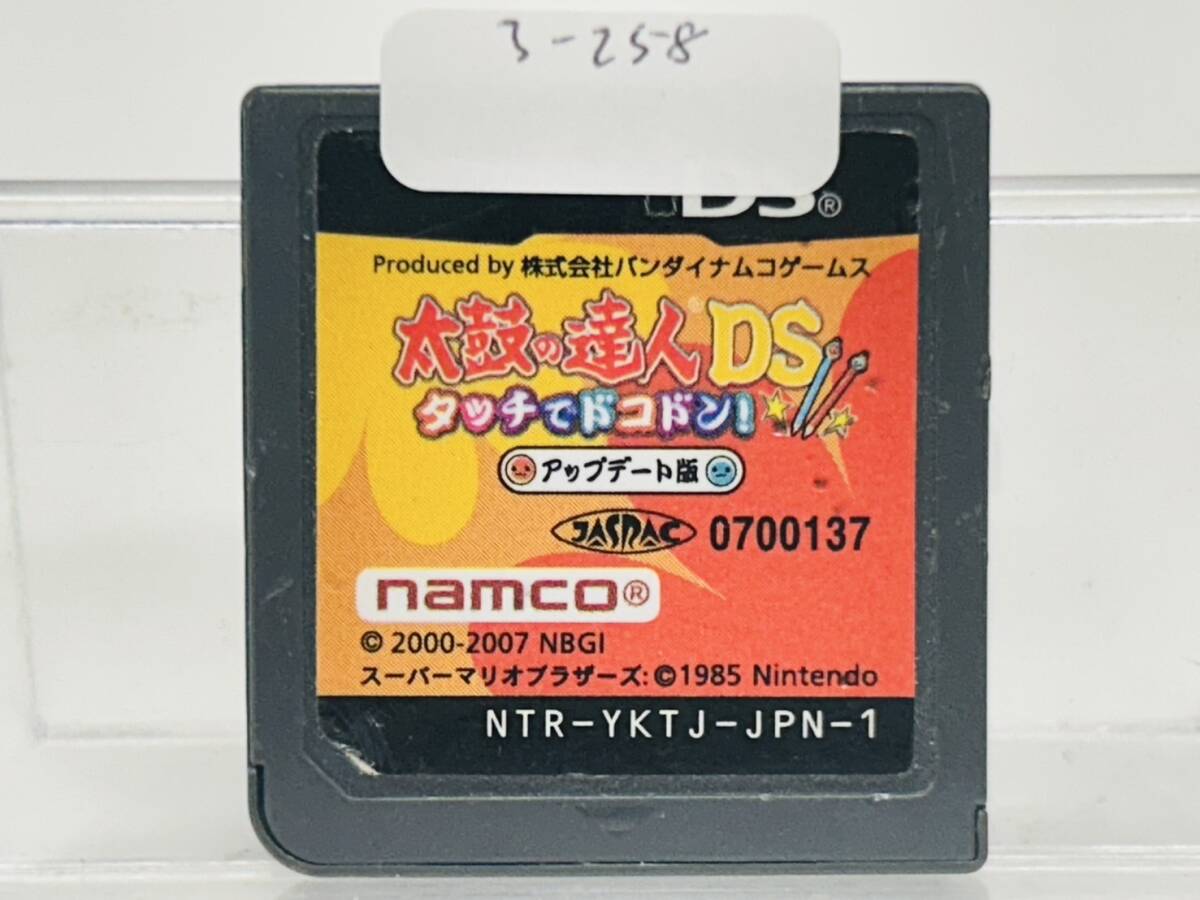 3-258
DS®
Produced by 株式会社バンダイナムコゲームス
太鼓の達人DS
タッチでドコドン!
アップデート版
JASRAC 0700137
namco®
© 2000-2007 NBGI
スーパーマリオブラザーズ:©1985 Nintendo
NTR-YKTJ-JPN-1